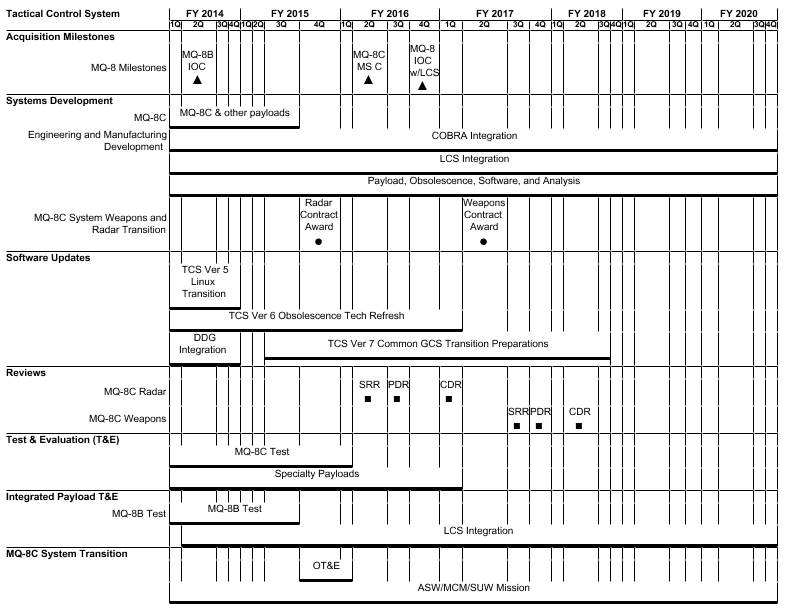 Tactical Control System FY 2014 FY 2015 FY 2016 FY 2017 FY 2018 FY 2019 FY 2020
1Q 2Q 3Q 4Q 1Q 2Q 3Q 4Q 1Q 2Q 3Q 4Q 1Q 2Q 3Q 4Q 1Q 2Q 3Q 4Q 1Q 2Q 3Q 4Q 1Q 2Q 3Q 4Q
Acquisition Milestones
MQ-8 Milestones
MQ-8B
IOC
MQ-8C
MS C
MQ-8
IOC
w/LCS
Systems Development
MQ-8C
MQ-8C & other payloads
Engineering and Manufacturing
Development
COBRA Integration
LCS Integration
Payload, Obsolescence, Software, and Analysis
MQ-8C System Weapons and
Radar Transition
Radar
Contract
Award
Weapons
Contract
Award
Software Updates
TCS Ver 5
Linux
Transition
TCS Ver 6 Obsolescence Tech Refresh
DDG
Integration
TCS Ver 7 Common GCS Transition Preparations
Reviews
MQ-8C Radar
SRR PDR CDR
MQ-8C Weapons
SRR PDR CDR
Test & Evaluation (T&E)
MQ-8C Test
Specialty Payloads
Integrated Payload T&E
MQ-8B Test
MQ-8B Test
LCS Integration
MQ-8C System Transition
OT&E
ASW/MCM/SUW Mission